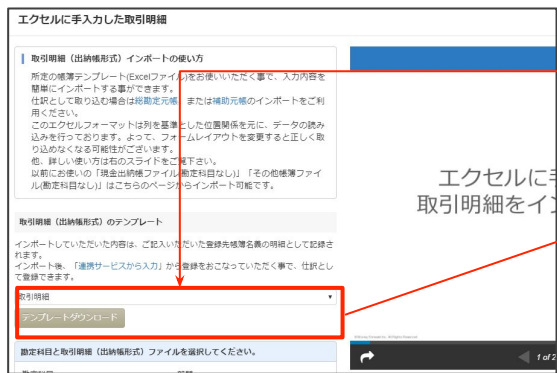 エクセルに手入力した取引明細
取引明細（出納帳形式）インポートの使い方
所定の帳簿テンプレート(Excelファイル)をお使いいただく事で、入力内容を
簡単にインポートする事ができます。
仕訳として取り込む場合は総勘定元帳、または補助元帳のインポートをご利
用ください。
このエクセルフォーマットは列を基準とした位置関係を元に、データの読み
込みを行っております。よって、フォームレイアウトを変更すると正しく取
り込めなくなる可能性がございます。
他、詳しい使い方は右のスライドをご覧下さい。
以前にお使いの「現金出納帳ファイル(勘定科目なし)」「その他帳簿ファイ
ル(勘定科目なし)」はこちらのページからインポート可能です。
取引明細（出納帳形式）のテンプレート
インポートしていただいた内容は、ご記入いただいた登録先帳簿名義の明細として記録さ
れます。
インポート後、「連携サービスから入力」から登録をおこなっていただく事で、仕訳とし
て登録できます。
取引明細
テンプレートダウンロード
勘定科目と取引明細（出納帳形式）ファイルを選択してください。
エクセルに手
取引明細をイン
1 of 2